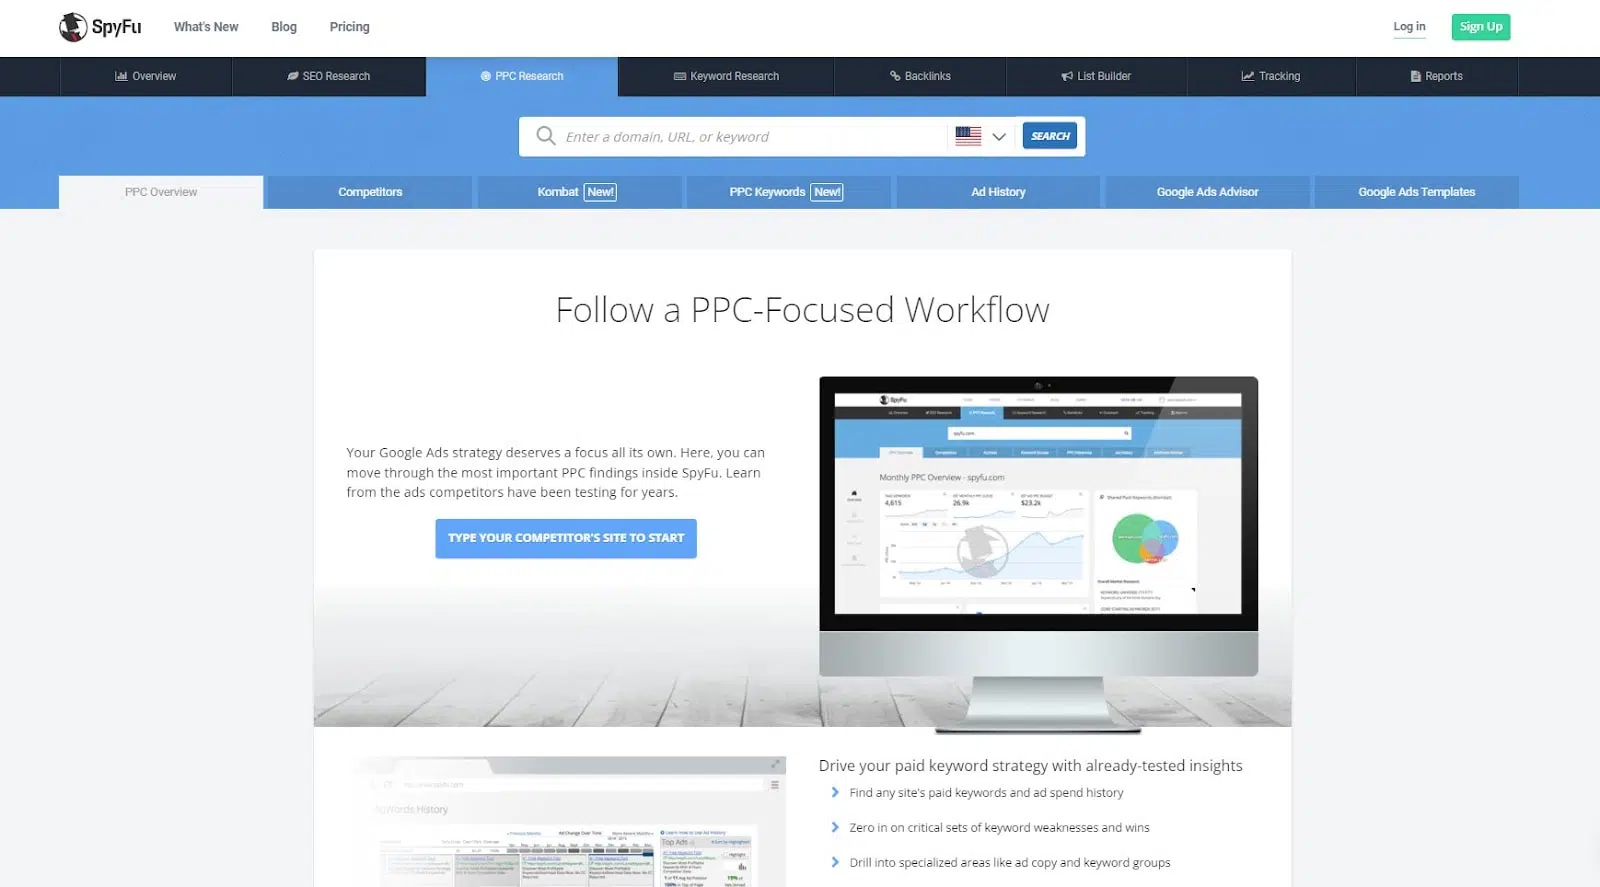 SpyFu What's New Blog Pricing Log in Sign Up
Overview SEO Research PPC Research Keyword Research Backlinks List Builder Tracking Reports
Enter a domain, URL, or keyword SEARCH
PPC Overview Competitors Kombat New! PPC Keywords New! Ad History Google Ads Advisor Google Ads Templates
Follow a PPC-Focused Workflow
Your Google Ads strategy deserves a focus all its own. Here, you can
move through the most important PPC findings inside SpyFu. Learn
from the ads competitors have been testing for years.
TYPE YOUR COMPETITOR'S SITE TO START
SpyFu
spyfu.com
Monthly PPC Overview - spyfu.com
4,615 26.9k $23.2k
Drive your paid keyword strategy with already-tested insights
Find any site's paid keywords and ad spend history
Zero in on critical sets of keyword weaknesses and wins
Drill into specialized areas like ad copy and keyword groups
AdWords History
Ad Change Over Time
Top Ads